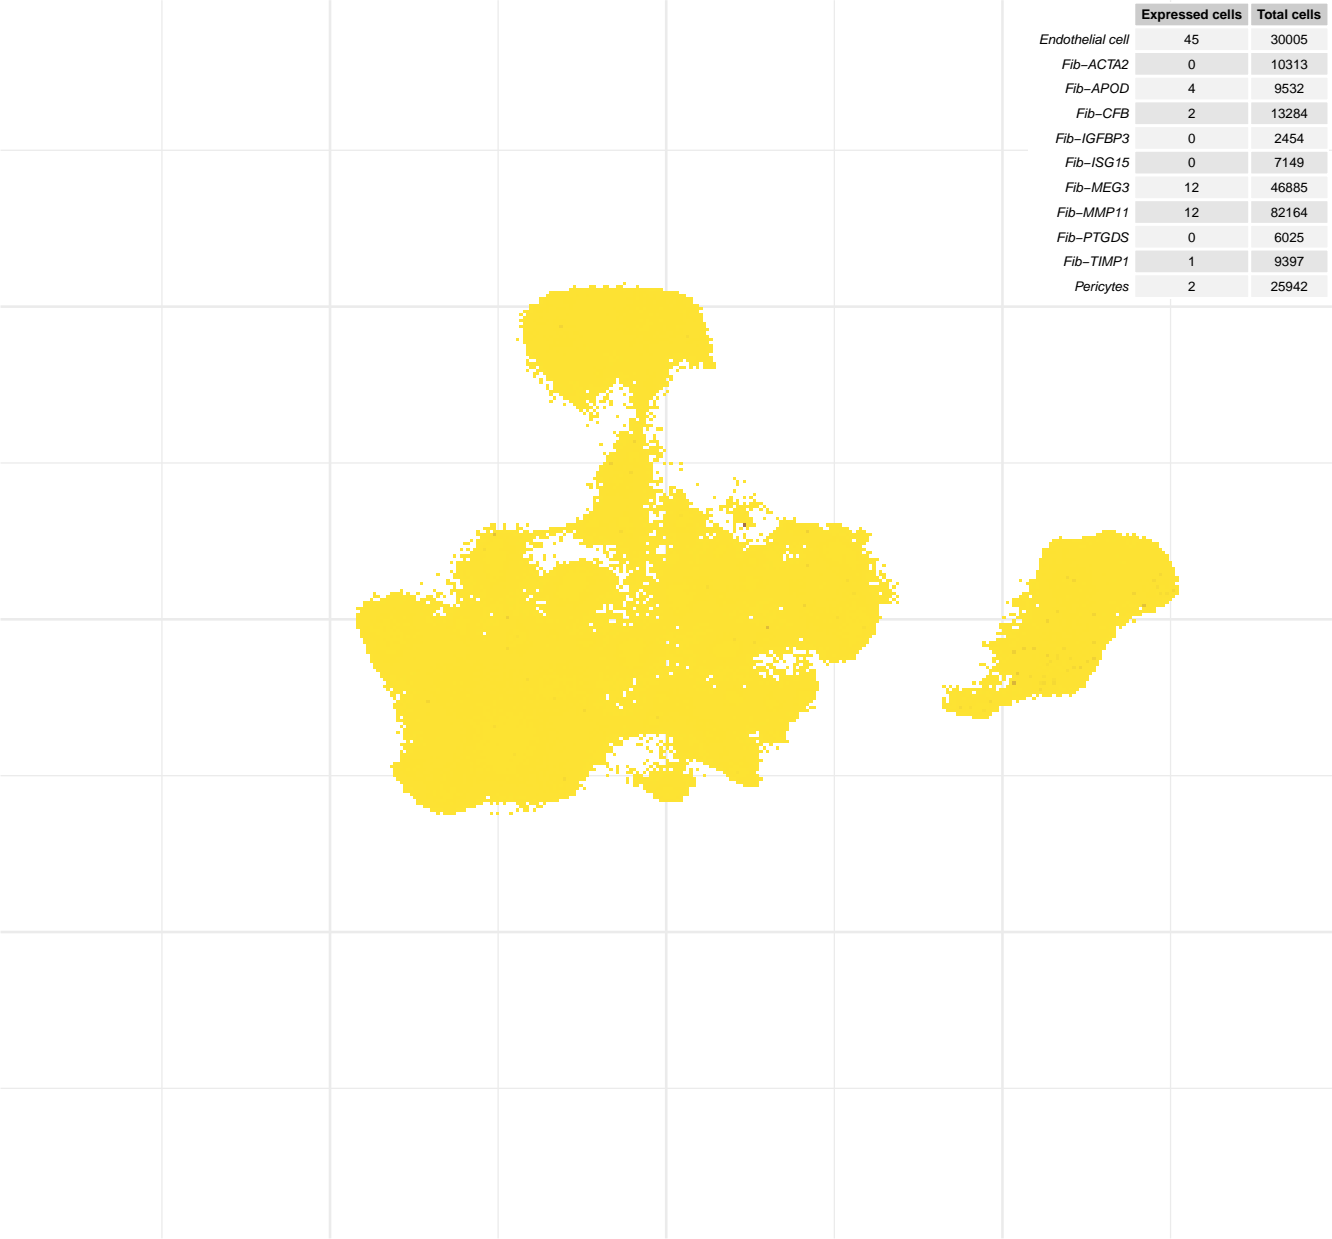 Expressed cells Total cells
Endothelial cell 45 30005
Fib−ACTA2 0 10313
Fib−APOD 4 9532
Fib−CFB 2 13284
Fib−IGFBP3 0 2454
Fib−ISG15 0 7149
Fib−MEG3 12 46885
Fib−MMP11 12 82164
Fib−PTGDS 0 6025
Fib−TIMP1 1 9397
Pericytes 2 25942